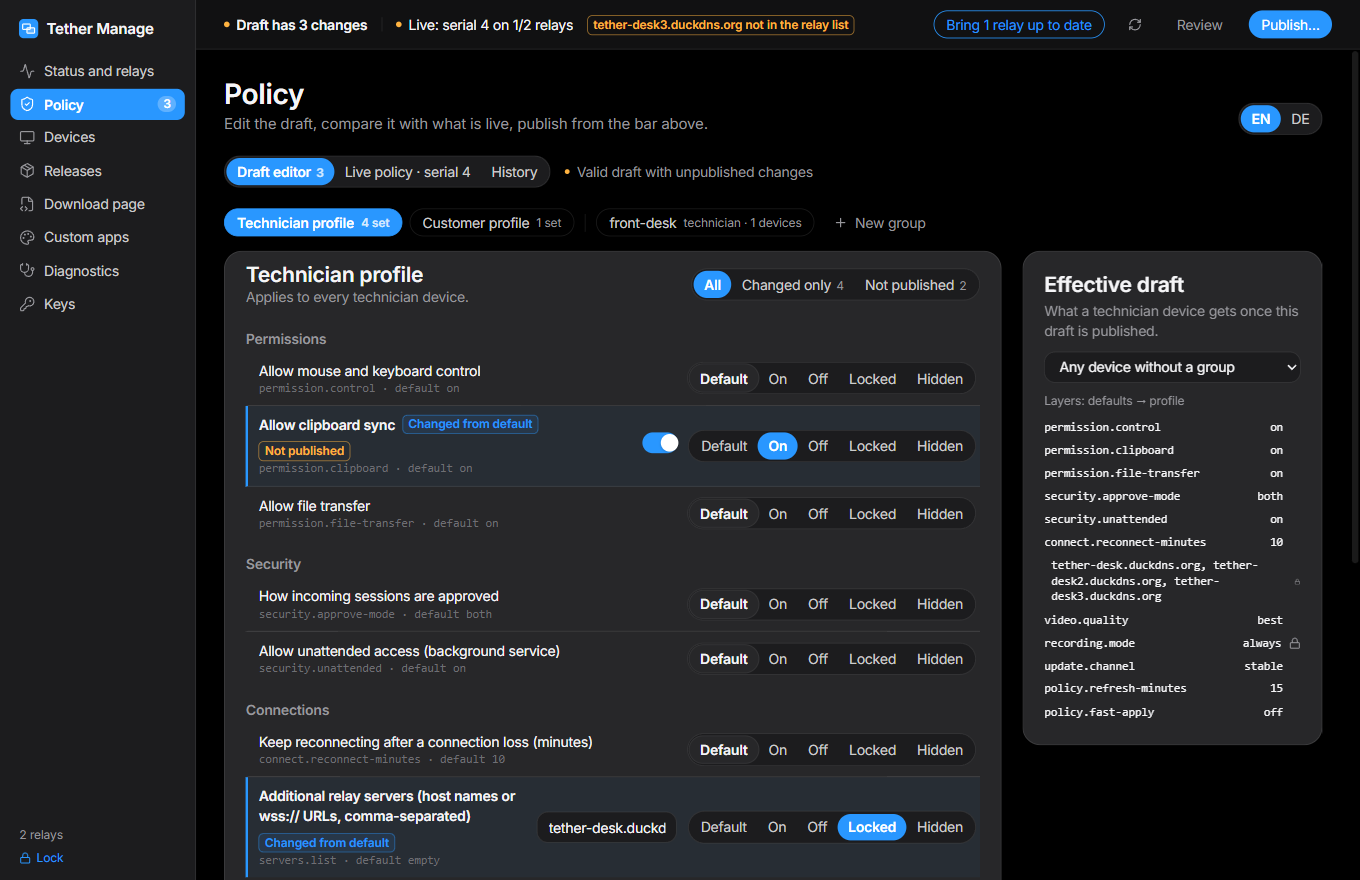 Tether Manage
Draft has 3 changes
Live: serial 4 on 1/2 relays
tether-desk3.duckdns.org not in the relay list
Bring 1 relay up to date
Review
Publish...
Status and relays
Policy 3
Devices
Releases
Download page
Custom apps
Diagnostics
Keys
2 relays
Lock
Policy
Edit the draft, compare it with what is live, publish from the bar above.
EN DE
Draft editor 3
Live policy · serial 4
History
Valid draft with unpublished changes
Technician profile 4 set
Customer profile 1 set
front-desk technician · 1 devices
+ New group
Technician profile
Applies to every technician device.
All
Changed only 4
Not published 2
Permissions
Allow mouse and keyboard control
permission.control · default on
Default On Off Locked Hidden
Allow clipboard sync Changed from default
Not published
permission.clipboard · default on
Default On Off Locked Hidden
Allow file transfer
permission.file-transfer · default on
Default On Off Locked Hidden
Security
How incoming sessions are approved
security.approve-mode · default both
Default On Off Locked Hidden
Allow unattended access (background service)
security.unattended · default on
Default On Off Locked Hidden
Connections
Keep reconnecting after a connection loss (minutes)
connect.reconnect-minutes · default 10
Default On Off Locked Hidden
Additional relay servers (host names or
wss:// URLs, comma-separated)
Changed from default
servers.list · default empty
tether-desk.duckd
Default On Off Locked Hidden
Effective draft
What a technician device gets once this
draft is published.
Any device without a group
Layers: defaults → profile
permission.control on
permission.clipboard on
permission.file-transfer on
security.approve-mode both
security.unattended on
connect.reconnect-minutes 10
tether-desk.duckdns.org, tether-
desk2.duckdns.org, tether-
desk3.duckdns.org
video.quality best
recording.mode always
update.channel stable
policy.refresh-minutes 15
policy.fast-apply off